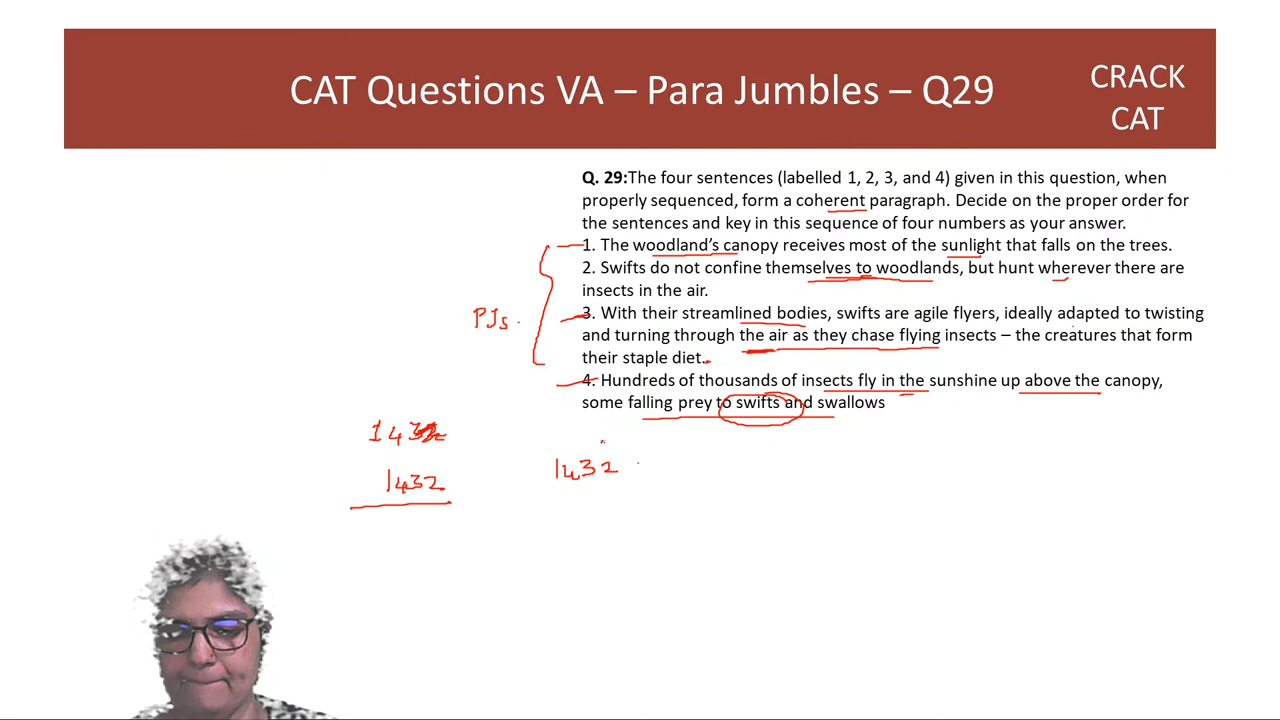 CAT Questions VA – Para Jumbles – Q29
CRACK
CAT
Q. 29:The four sentences (labelled 1, 2, 3, and 4) given in this question, when
properly sequenced, form a coherent paragraph. Decide on the proper order for
the sentences and key in this sequence of four numbers as your answer.
1. The woodland's canopy receives most of the sunlight that falls on the trees.
2. Swifts do not confine themselves to woodlands, but hunt wherever there are
insects in the air.
3. With their streamlined bodies, swifts are agile flyers, ideally adapted to twisting
and turning through the air as they chase flying insects – the creatures that form
their staple diet.
4. Hundreds of thousands of insects fly in the sunshine up above the canopy,
some falling prey to swifts and swallows
PJs.
143
1432
1432